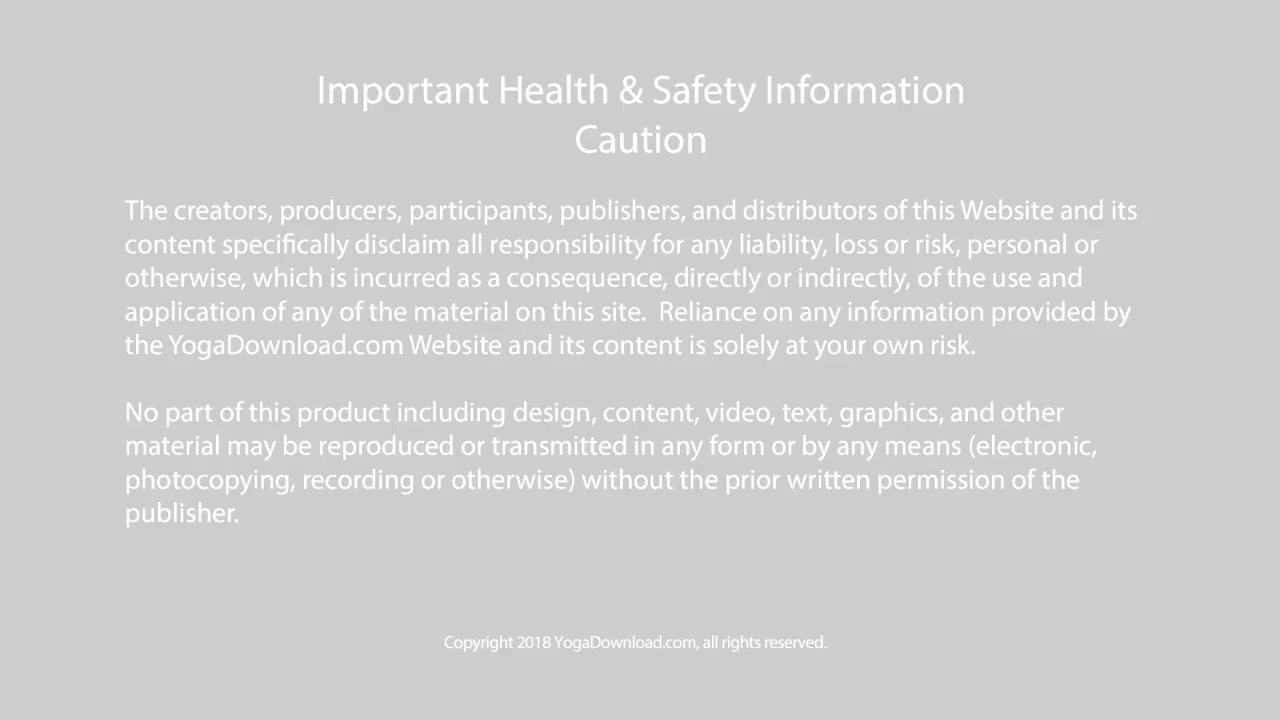 Important Health & Safety Information
Caution
The creators, producers, participants, publishers, and distributors of this Website and its
content specifically disclaim all responsibility for any liability, loss or risk, personal or
otherwise, which is incurred as a consequence, directly or indirectly, of the use and
application of any of the material on this site.  Reliance on any information provided by
the YogaDownload.com Website and its content is solely at your own risk.
No part of this product including design, content, video, text, graphics, and other
material may be reproduced or transmitted in any form or by any means (electronic,
photocopying, recording or otherwise) without the prior written permission of the
publisher.
Copyright 2018 YogaDownload.com, all rights reserved.